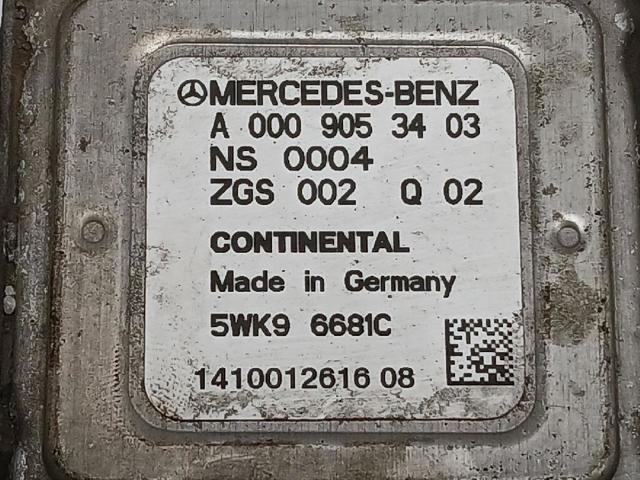 MERCEDES-BENZ
A 000 905 34 03
NS 0004
ZGS 002 Q 02
CONTINENTAL
Made in Germany
5WK9 6681C
1410012616 08